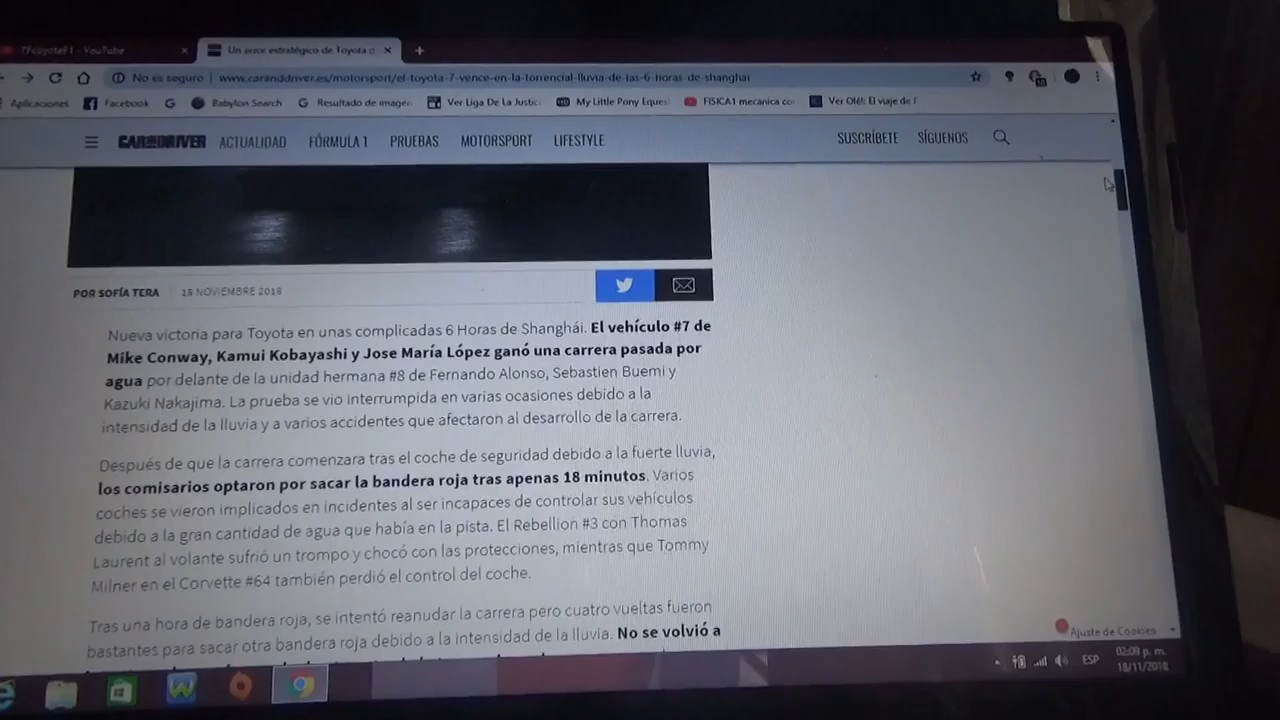 TFcoyoteF1 - YouTube
Un error estratégico de Toyota d
No es seguro | www.caranddriver.es/motorsport/el-toyota-7-vence-en-la-torrencial-lluvia-de-las-6-horas-de-shanghai
Aplicaciones Facebook Babylon Search Resultado de imagen Ver Liga De La Justic My Little Pony Eques FISICA1 mecanica co Ver Olé!: El viaje de F
CAR AND DRIVER ACTUALIDAD FÓRMULA 1 PRUEBAS MOTORSPORT LIFESTYLE SUSCRÍBETE SÍGUENOS
POR SOFÍA TERA | 18 NOVIEMBRE 2018
Nueva victoria para Toyota en unas complicadas 6 Horas de Shanghái. El vehículo #7 de
Mike Conway, Kamui Kobayashi y Jose María López ganó una carrera pasada por
agua por delante de la unidad hermana #8 de Fernando Alonso, Sebastien Buemi y
Kazuki Nakajima. La prueba se vio interrumpida en varias ocasiones debido a la
intensidad de la lluvia y a varios accidentes que afectaron al desarrollo de la carrera.
Después de que la carrera comenzara tras el coche de seguridad debido a la fuerte lluvia,
los comisarios optaron por sacar la bandera roja tras apenas 18 minutos. Varios
coches se vieron implicados en incidentes al ser incapaces de controlar sus vehículos
debido a la gran cantidad de agua que había en la pista. El Rebellion #3 con Thomas
Laurent al volante sufrió un trompo y chocó con las protecciones, mientras que Tommy
Milner en el Corvette #64 también perdió el control del coche.
Tras una hora de bandera roja, se intentó reanudar la carrera pero cuatro vueltas fueron
bastantes para sacar otra bandera roja debido a la intensidad de la lluvia. No se volvió a
Ajuste de Cookies
ESP
02:09 p. m.
18/11/2018